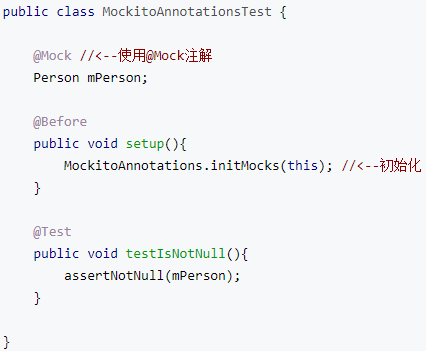 public class MockitoAnnotationsTest {
@Mock //<--使用@Mock注解
Person mPerson;
@Before
public void setup(){
MockitoAnnotations.initMocks(this); //<--初始化
}
@Test
public void testIsNotNull(){
assertNotNull(mPerson);
}
}